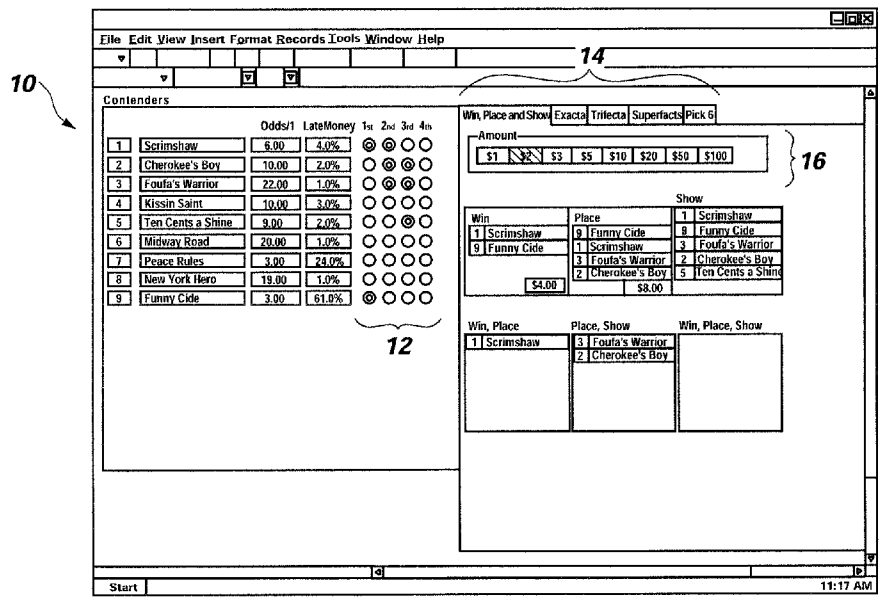 File Edit View Insert Format Records Tools Window Help
14
10
Contenders
Odds/1 LateMoney 1st 2nd 3rd 4th
1 Scrimshaw 6.00 4.0%
2 Cherokee's Boy 10.00 2.0%
3 Foufa's Warrior 22.00 1.0%
4 Kissin Saint 10.00 3.0%
5 Ten Cents a Shine 9.00 2.0%
6 Midway Road 20.00 1.0%
7 Peace Rules 3.00 24.0%
8 New York Hero 19.00 1.0%
9 Funny Cide 3.00 61.0%
12
Win, Place and Show Exacta Trifecta Superfacts Pick 6
Amount
$1 $2 $3 $5 $10 $20 $50 $100
16
Win
1 Scrimshaw
9 Funny Cide
$4.00
Place
9 Funny Cide
1 Scrimshaw
3 Foufa's Warrior
2 Cherokee's Boy
$8.00
Show
1 Scrimshaw
9 Funny Cide
3 Foufa's Warrior
2 Cherokee's Boy
5 Ten Cents a Shine
Win, Place
1 Scrimshaw
Place, Show
3 Foufa's Warrior
2 Cherokee's Boy
Win, Place, Show
Start
11:17 AM